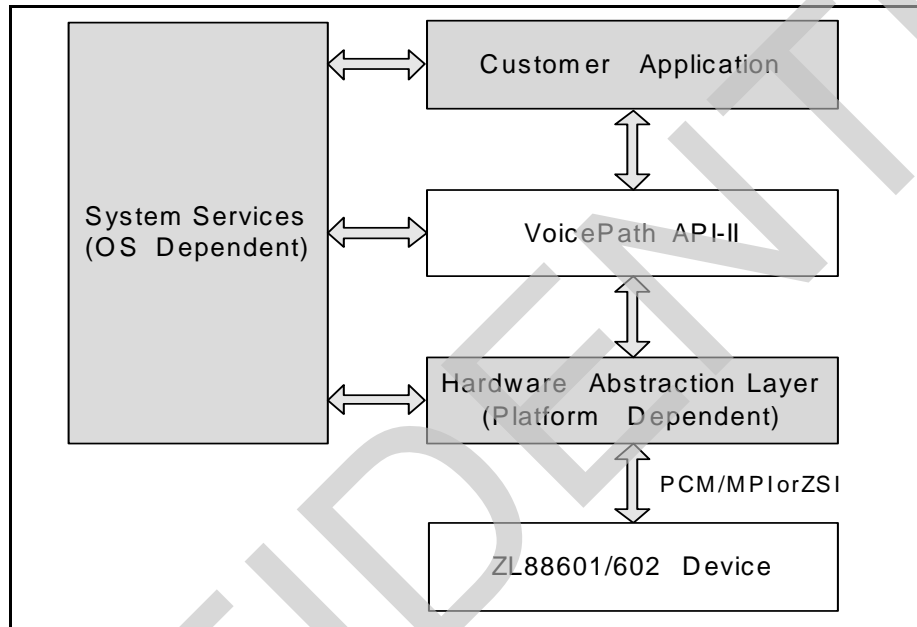 Customer Application
System Services
(OS Dependent)
VoicePath API-II
Hardware Abstraction Layer
(Platform Dependent)
PCM/MPIorZSI
ZL88601/602 Device